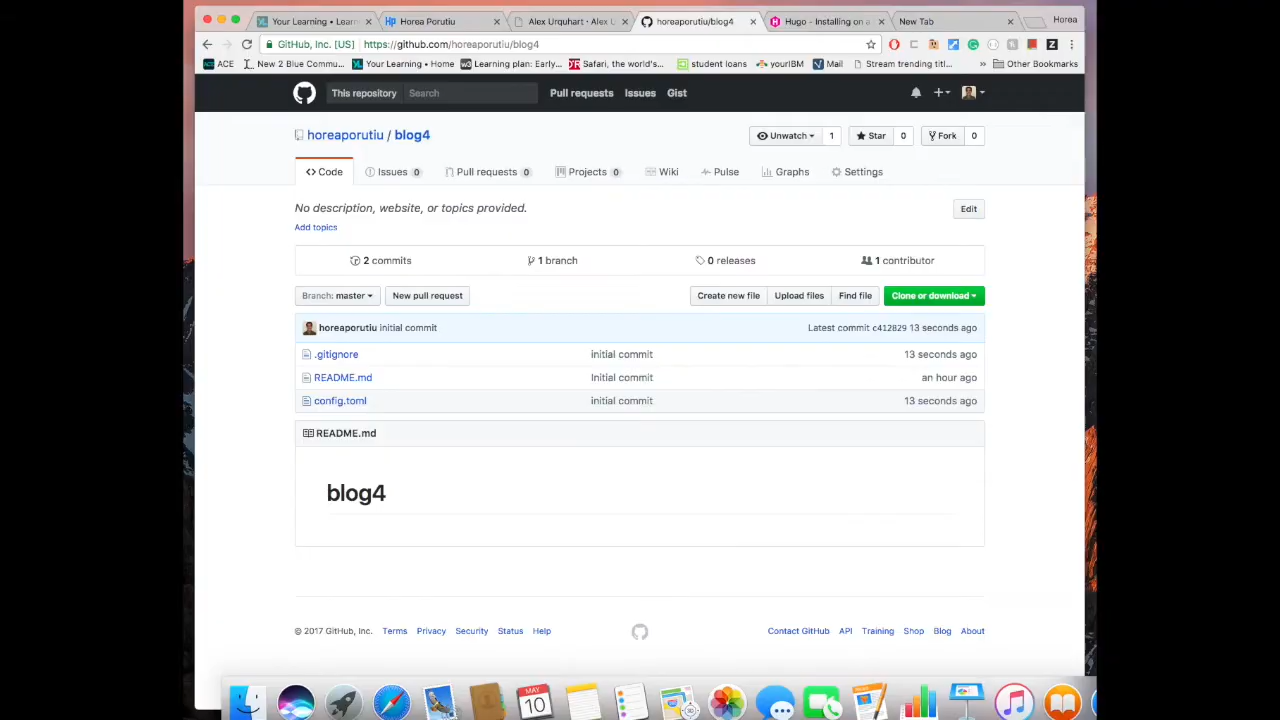 Your Learning • Learn
Horea Porutiu
Alex Urquhart • Alex U
horeaporutiu/blog4
Hugo - Installing on a
New Tab
Horea
GitHub, Inc. [US] https://github.com/horeaporutiu/blog4
ACE New 2 Blue Commu... Your Learning • Home Learning plan: Early... Safari, the world's... student loans yourIBM Mail Stream trending titl... » Other Bookmarks
This repository Search Pull requests Issues Gist
horeaporutiu / blog4 Unwatch 1 Star 0 Fork 0
Code Issues 0 Pull requests 0 Projects 0 Wiki Pulse Graphs Settings
No description, website, or topics provided. Edit
Add topics
2 commits 1 branch 0 releases 1 contributor
Branch: master New pull request Create new file Upload files Find file Clone or download
horeaporutiu initial commit Latest commit c412829 13 seconds ago
.gitignore initial commit 13 seconds ago
README.md Initial commit an hour ago
config.toml initial commit 13 seconds ago
README.md
blog4
© 2017 GitHub, Inc. Terms Privacy Security Status Help Contact GitHub API Training Shop Blog About
MAY
10